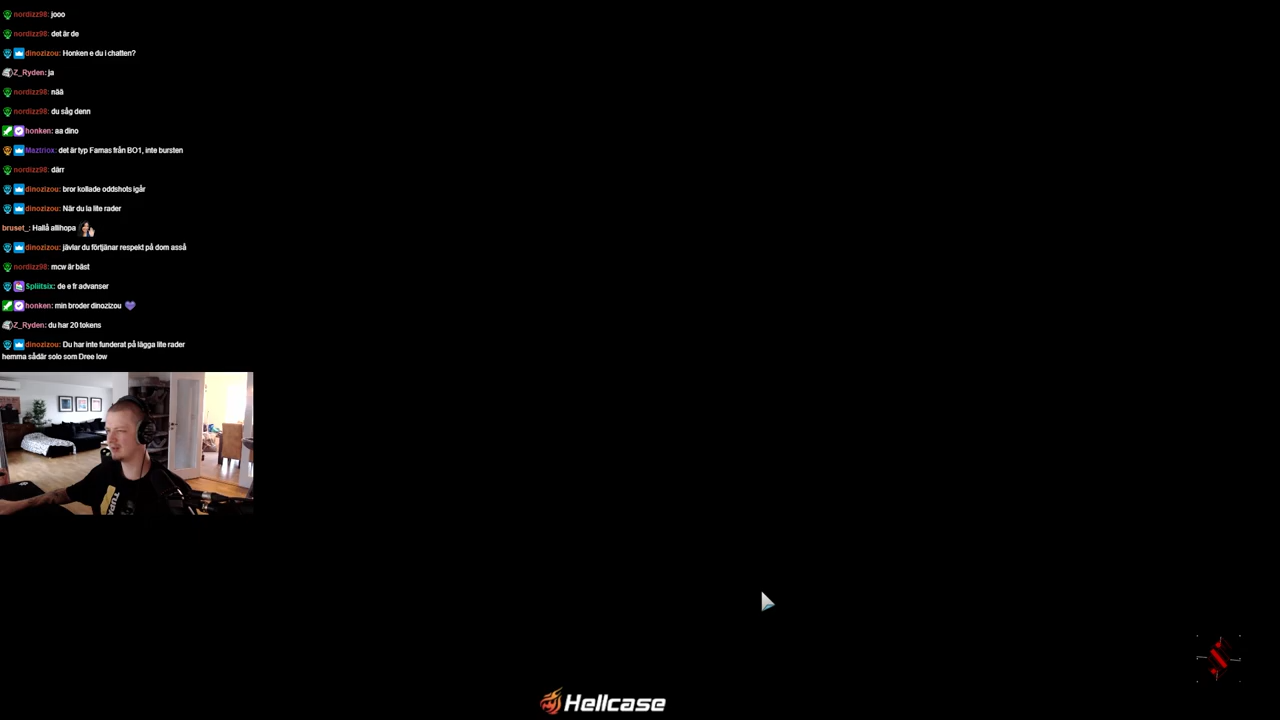 nordizz98: jooo
nordizz98: det är de
dinozizou: Honken e du i chatten?
Z_Ryden: ja
nordizz98: nää
nordizz98: du såg denn
honken: aa dino
Maztriox: det är typ Famas från BO1, inte bursten
nordizz98: därr
dinozizou: bror kollade oddshots igår
dinozizou: När du la lite rader
bruset_: Hallå allihopa
dinozizou: jävlar du förtjänar respekt på dom asså
nordizz98: mcw är bäst
Spliitsix: de e fr advanser
honken: min broder dinozizou
Z_Ryden: du har 20 tokens
dinozizou: Du har inte funderat på lägga lite rader
hemma sådär solo som Dree low
Hellcase